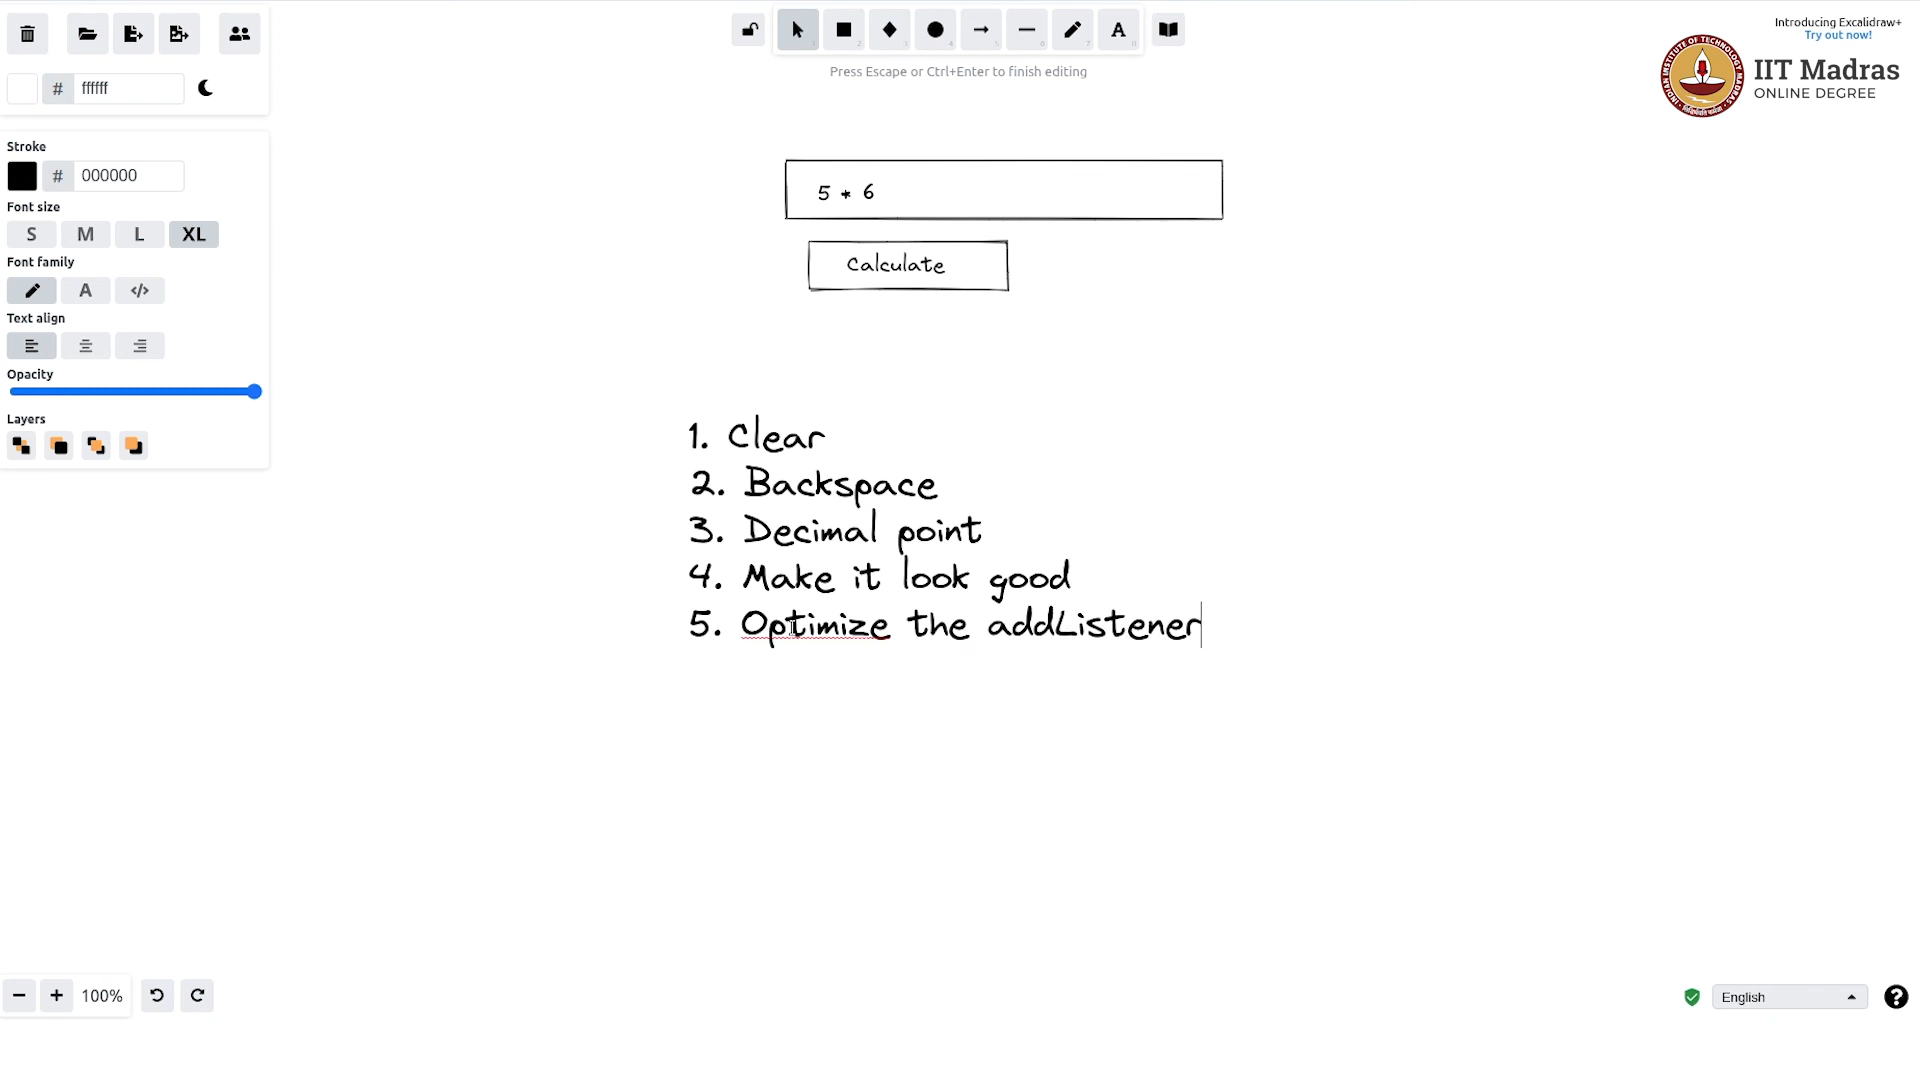 Introducing Excalidraw+
Try out now!
IIT Madras
ONLINE DEGREE
# ffffff
Press Escape or Ctrl+Enter to finish editing
A
Stroke
# 000000
Font size
S M L XL
Font family
A </>
Text align
Opacity
Layers
5 * 6
Calculate
1. Clear
2. Backspace
3. Decimal point
4. Make it look good
5. Optimize the addListener
100%
English